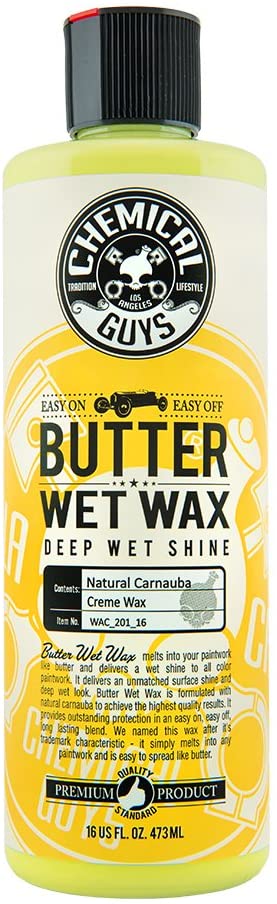 CHEMICAL
TRADITION LOS ANGELES LIFESTYLE
GUYS
EASY ON EASY OFF
BUTTER
WET WAX
DEEP WET SHINE
Contents: Natural Carnauba
Creme Wax
Item No. WAC_201_16
Butter Wet Wax melts into your paintwork
like butter and delivers a wet shine to all color
paintwork. It delivers an unmatched surface shine and
deep wet look. Butter Wet Wax is formulated with
natural carnauba to achieve the highest quality results. It
provides outstanding protection in an easy on, easy off,
long lasting blend. We named this wax after it's
trademark characteristic - it simply melts into any
paintwork and is easy to spread like butter.
PREMIUM QUALITY STANDARD PRODUCT
16 US FL. OZ. 473ML